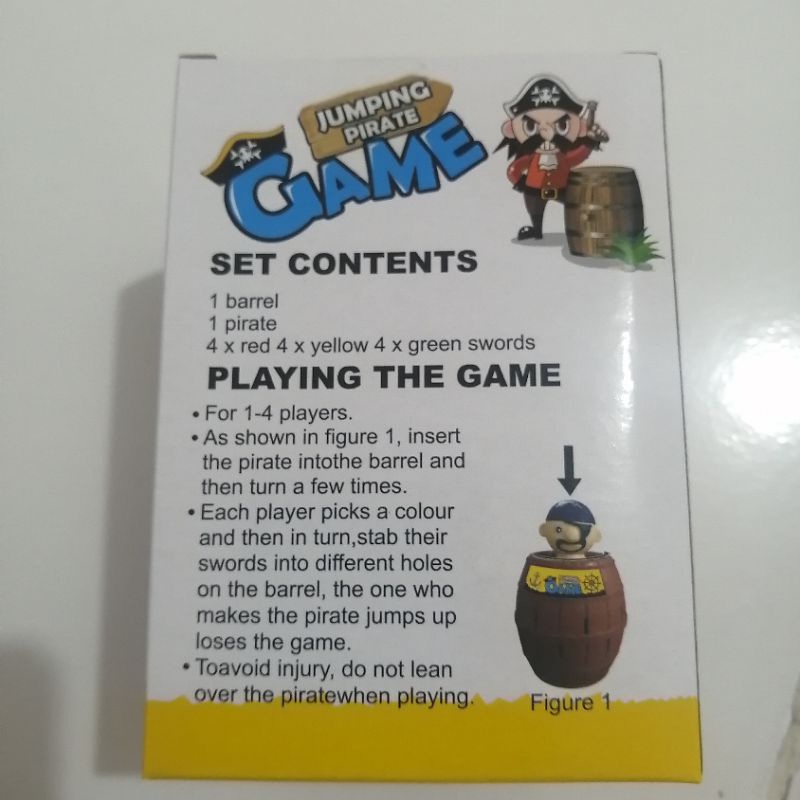 JUMPING
PIRATE
GAME
SET CONTENTS
1 barrel
1 pirate
4 x red 4 x yellow 4 x green swords
PLAYING THE GAME
• For 1-4 players.
• As shown in figure 1, insert
the pirate intothe barrel and
then turn a few times.
• Each player picks a colour
and then in turn,stab their
swords into different holes
on the barrel, the one who
makes the pirate jumps up
loses the game.
• Toavoid injury, do not lean
over the piratewhen playing.
Figure 1